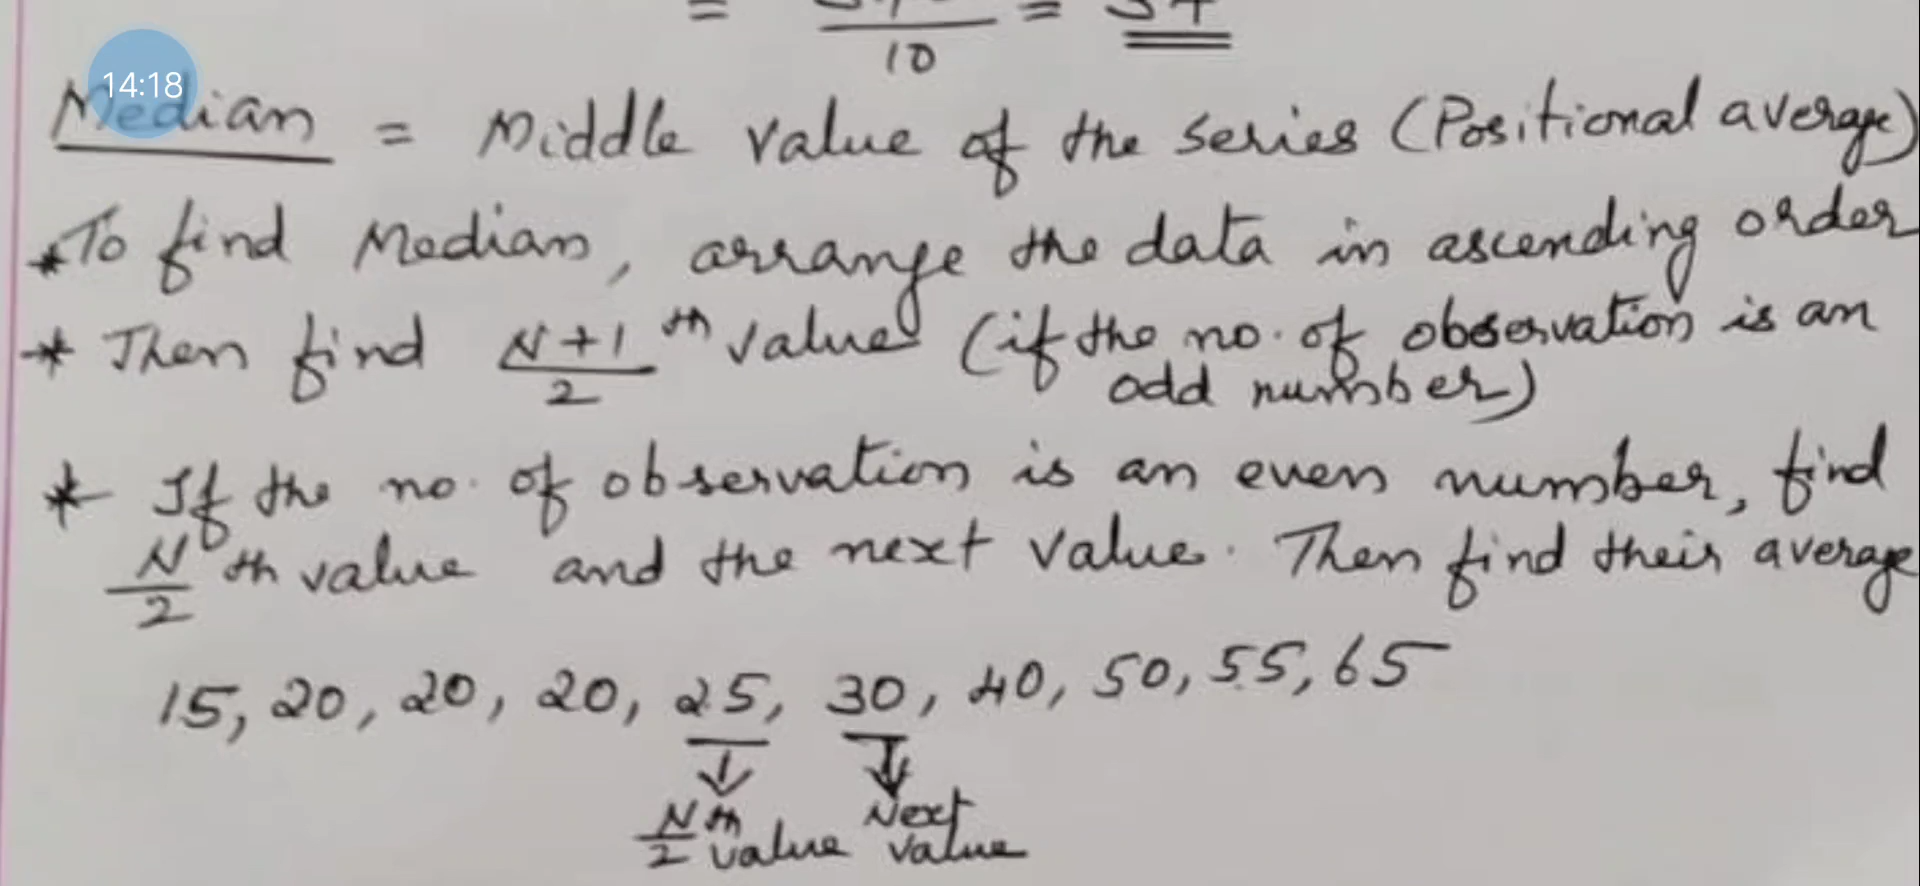 = 10 = 34
14:18
Median = Middle value of the series (Positional average)
* To find Median, arrange the data in ascending order
* Then find N+1/2 th value (if the no. of observation is an
odd number)
* If the no. of observation is an even number, find
N/2 th value and the next value. Then find their average
15, 20, 20, 20, 25, 30, 40, 50, 55, 65
N/2 th value Next value